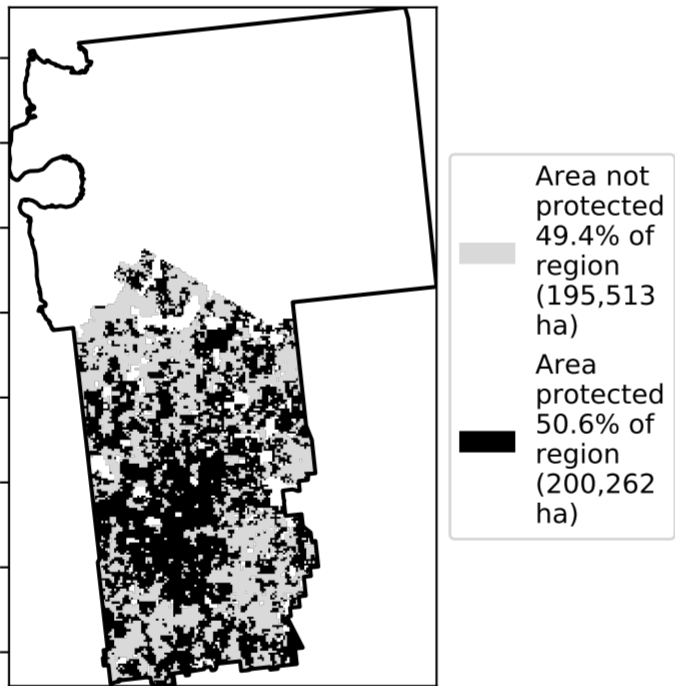 Area not
protected
49.4% of
region
(195,513
ha)
Area
protected
50.6% of
region
(200,262
ha)